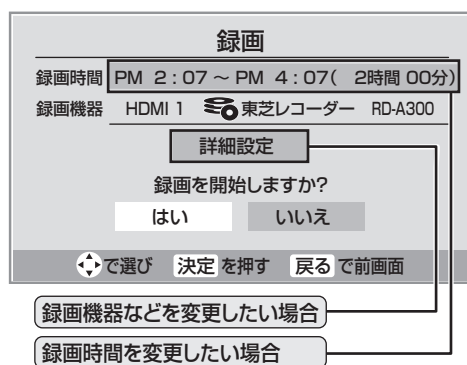 録画
録画時間 PM 2:07~PM 4:07( 2時間 00分)
録画機器 HDMI 1 東芝レコーダー RD-A300
詳細設定
録画を開始しますか?
はい いいえ
で選び 決定 を押す 戻る で前画面
録画機器などを変更したい場合
録画時間を変更したい場合